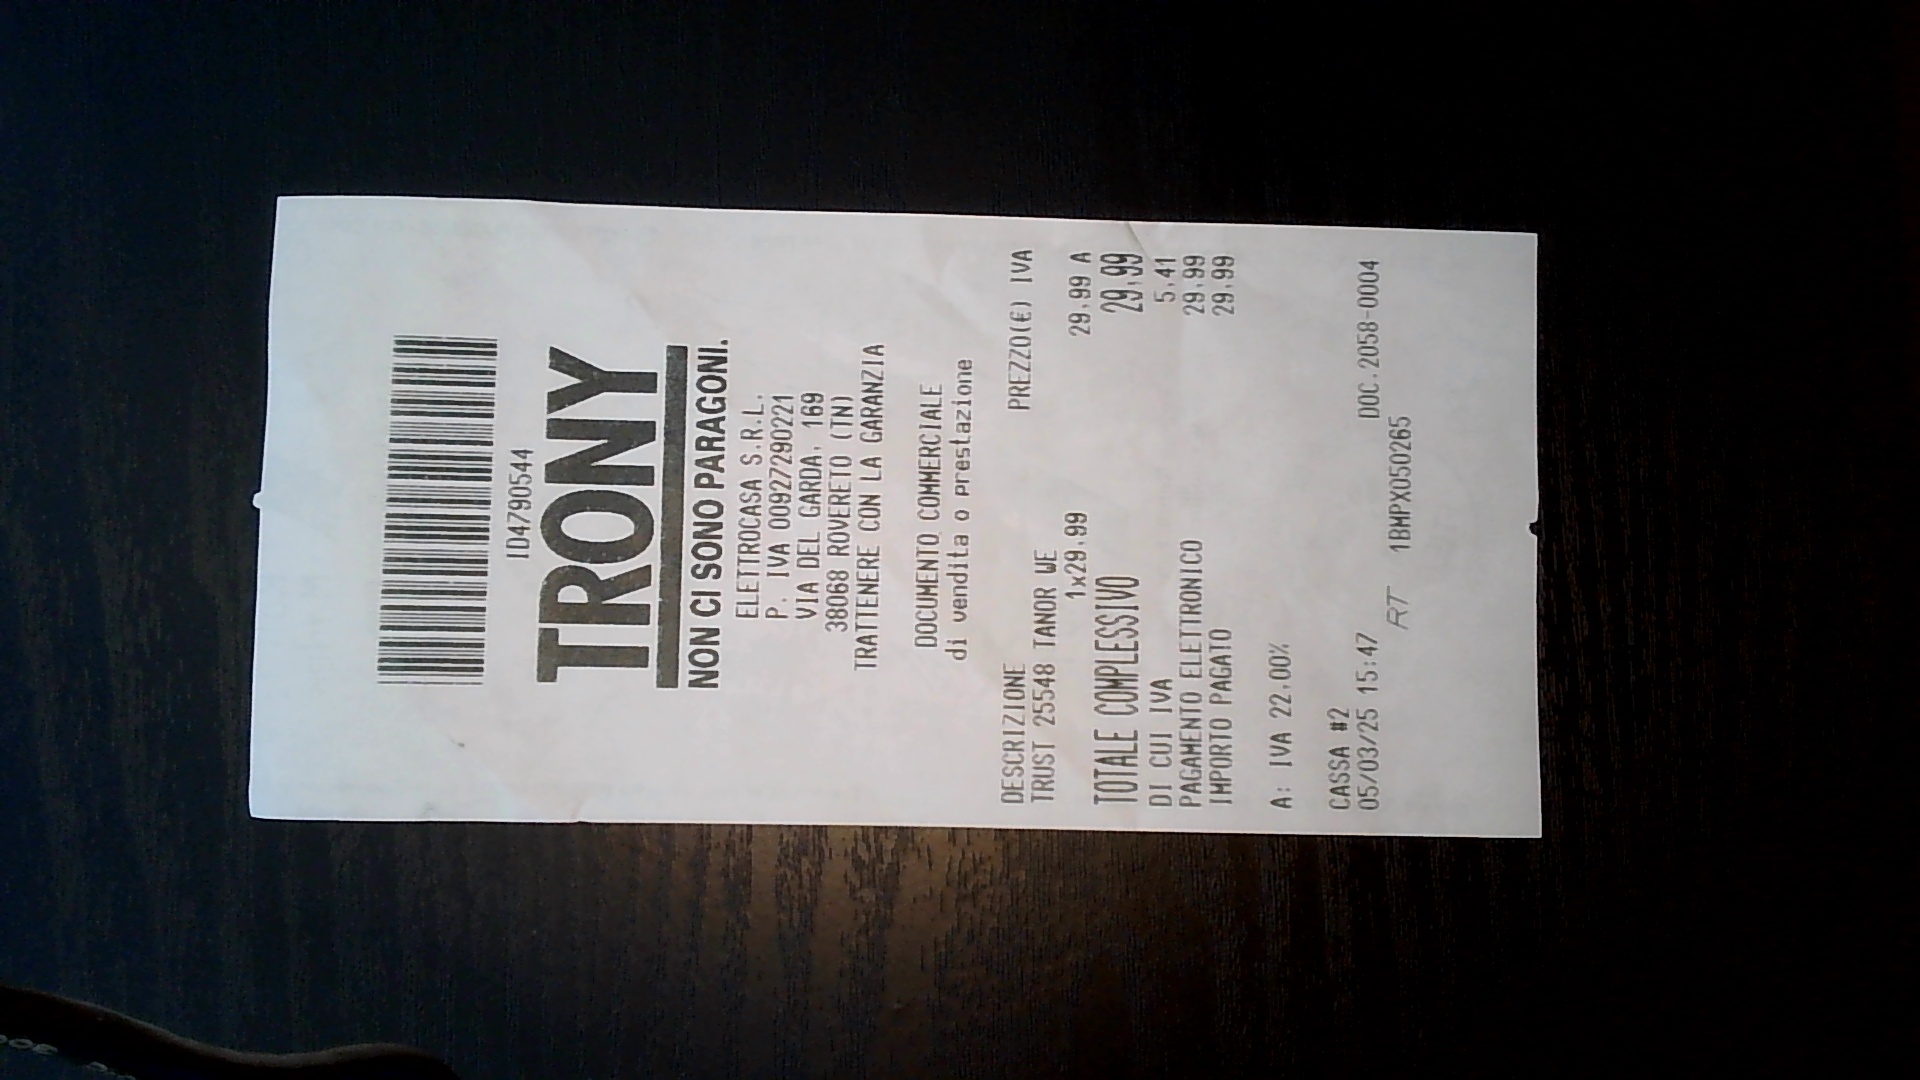 ID4790544
TRONY
NON CI SONO PARAGONI.
ELETTROCASA S.R.L.
P. IVA 00927290221
VIA DEL GARDA, 169
38068 ROVERETO (TN)
TRATTENERE CON LA GARANZIA
DOCUMENTO COMMERCIALE
di vendita o prestazione
DESCRIZIONE PREZZO(€) IVA
TRUST 25548 TANOR WE
1x29.99 29,99 A
TOTALE COMPLESSIVO 29,99
DI CUI IVA 5,41
PAGAMENTO ELETTRONICO 29,99
IMPORTO PAGATO 29,99
A: IVA 22,00%
CASSA #2
05/03/25 15:47 DOC.2058-0004
RT 1BMPX050265